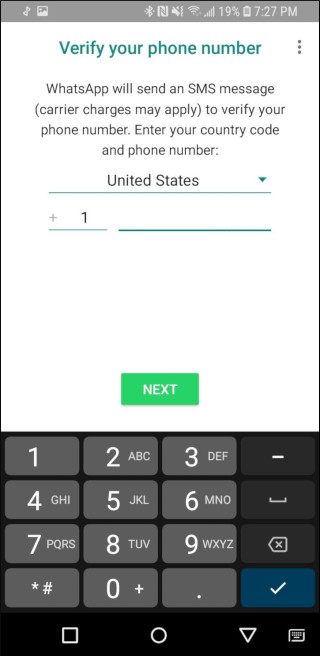 19% 7:27 PM
Verify your phone number
WhatsApp will send an SMS message
(carrier charges may apply) to verify your
phone number. Enter your country code
and phone number:
United States
+ 1
NEXT
1 2 ABC 3 DEF –
4 GHI 5 JKL 6 MNO
7 PQRS 8 TUV 9 WXYZ
*# 0 + .